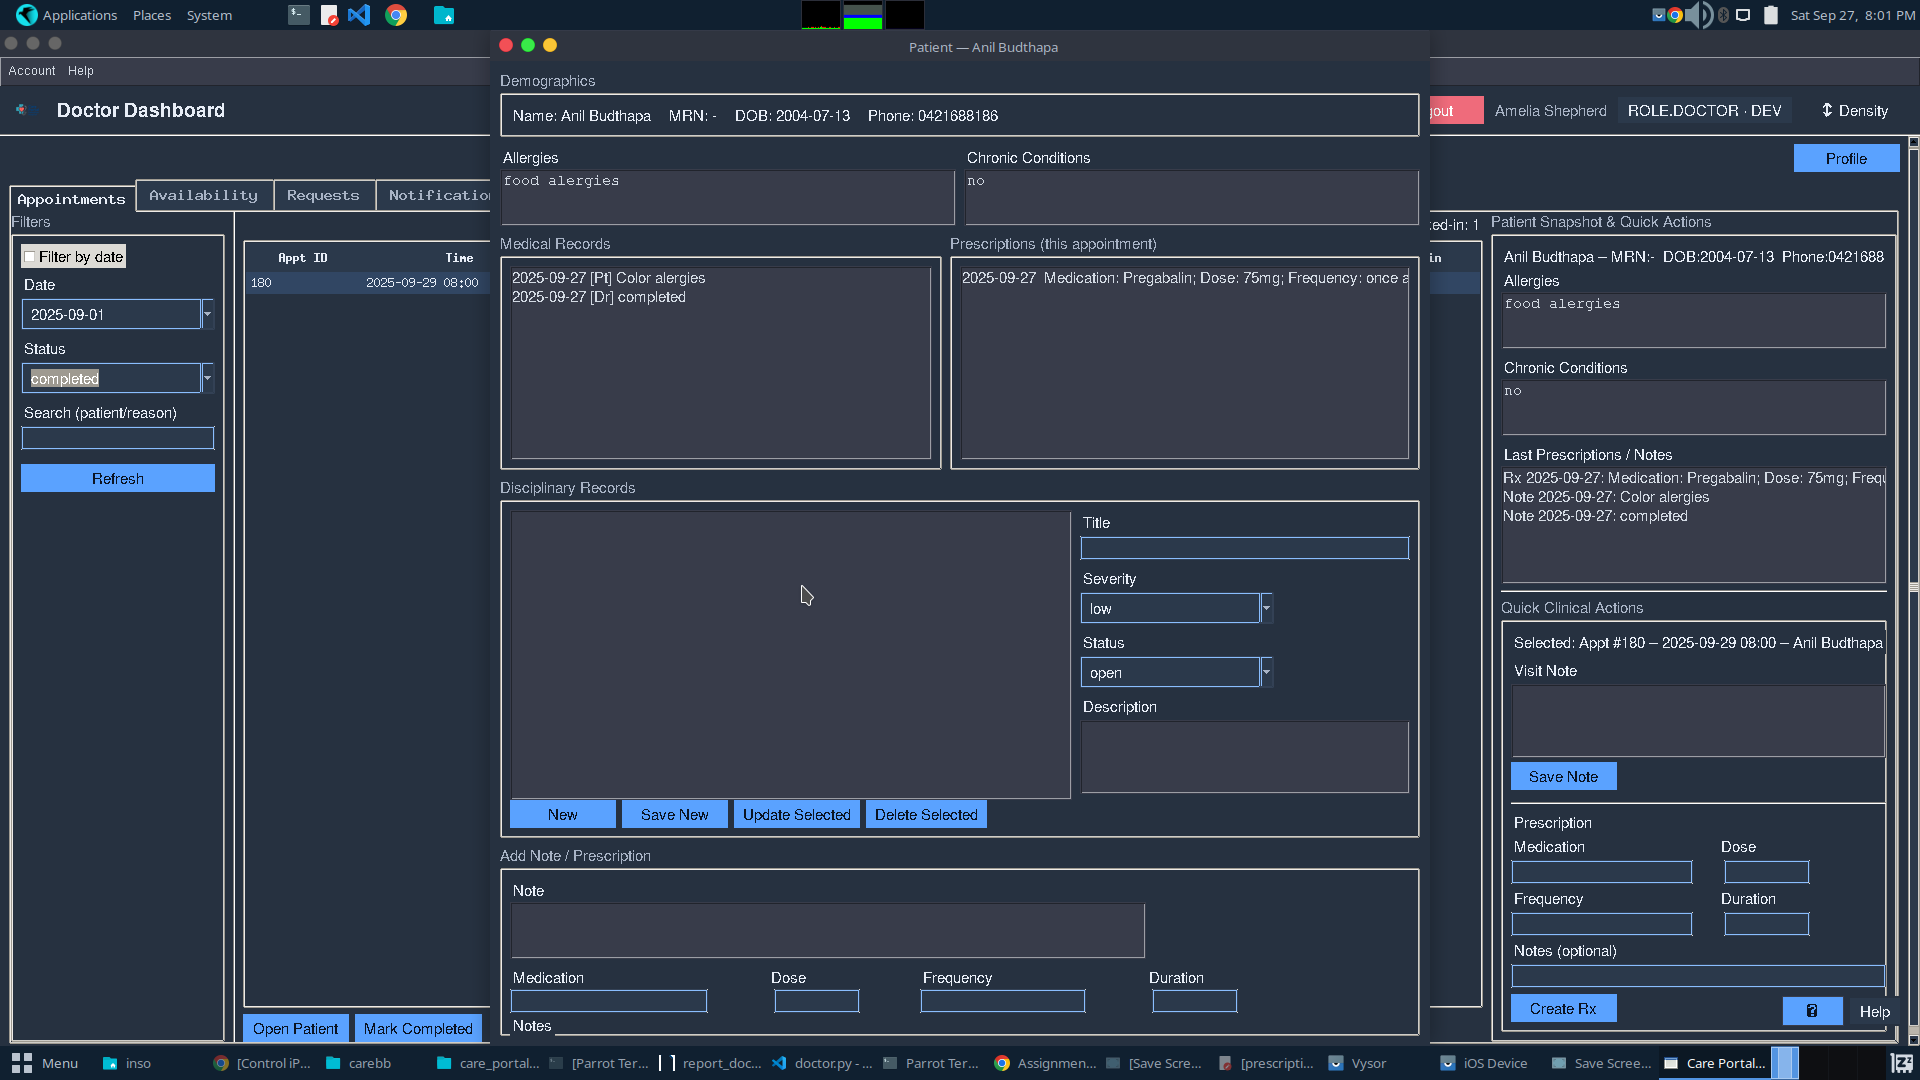 Applications Places System
Sat Sep 27, 8:01 PM
Patient — Anil Budthapa
Account Help
Doctor Dashboard
Amelia Shepherd ROLE.DOCTOR · DEV Density
Profile
Appointments Availability Requests
Filters
Filter by date
Date
2025-09-01
Status
completed
Search (patient/reason)
Refresh
Appt ID Time
180 2025-09-29 08:00
Open Patient Mark Completed
Demographics
Name: Anil Budthapa MRN: - DOB: 2004-07-13 Phone: 0421688186
Allergies Chronic Conditions
food alergies no
Medical Records Prescriptions (this appointment)
2025-09-27 [Pt] Color alergies
2025-09-27 [Dr] completed
2025-09-27 Medication: Pregabalin; Dose: 75mg; Frequency: once
Disciplinary Records
Title
Severity
low
Status
open
Description
New Save New Update Selected Delete Selected
Add Note / Prescription
Note
Medication Dose Frequency Duration
Notes
ked-in: 1
Patient Snapshot & Quick Actions
Anil Budthapa – MRN:- DOB:2004-07-13 Phone:0421688
Allergies
food alergies
Chronic Conditions
no
Last Prescriptions / Notes
Rx 2025-09-27: Medication: Pregabalin; Dose: 75mg; Frequ
Note 2025-09-27: Color alergies
Note 2025-09-27: completed
Quick Clinical Actions
Selected: Appt #180 – 2025-09-29 08:00 – Anil Budthapa
Visit Note
Save Note
Prescription
Medication Dose
Frequency Duration
Notes (optional)
Create Rx ? Help
Menu inso [Control iP... carebb care_portal... [Parrot Ter... report_doc... doctor.py - ... Parrot Ter... Assignmen... [Save Scre... [prescripti... Vysor iOS Device Save Scree... Care Portal...